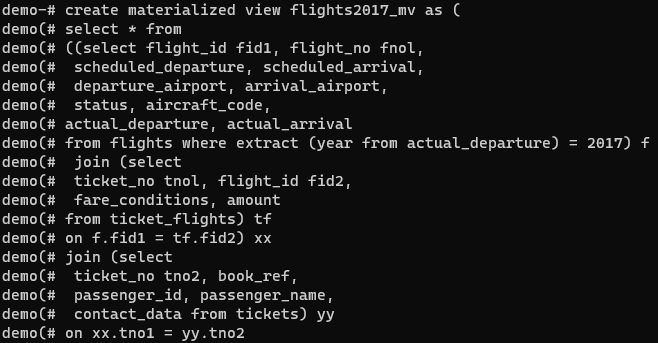 demo-# create materialized view flights2017_mv as (
demo(# select * from
demo(# ((select flight_id fid1, flight_no fnol,
demo(#  scheduled_departure, scheduled_arrival,
demo(#  departure_airport, arrival_airport,
demo(#  status, aircraft_code,
demo(# actual_departure, actual_arrival
demo(# from flights where extract (year from actual_departure) = 2017) f
demo(#  join (select
demo(#  ticket_no tnol, flight_id fid2,
demo(#  fare_conditions, amount
demo(# from ticket_flights) tf
demo(# on f.fid1 = tf.fid2) xx
demo(# join (select
demo(#  ticket_no tno2, book_ref,
demo(#  passenger_id, passenger_name,
demo(#  contact_data from tickets) yy
demo(# on xx.tno1 = yy.tno2